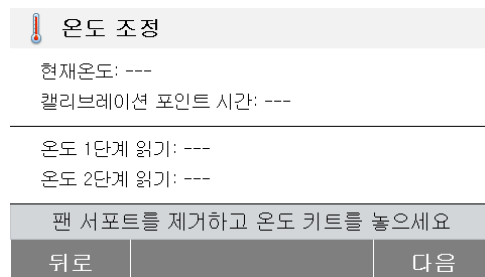 온도 조정
현재온도: ---
캘리브레이션 포인트 시간: ---
온도 1단계 읽기: ---
온도 2단계 읽기: ---
팬 서포트를 제거하고 온도 키트를 놓으세요
뒤로
다음